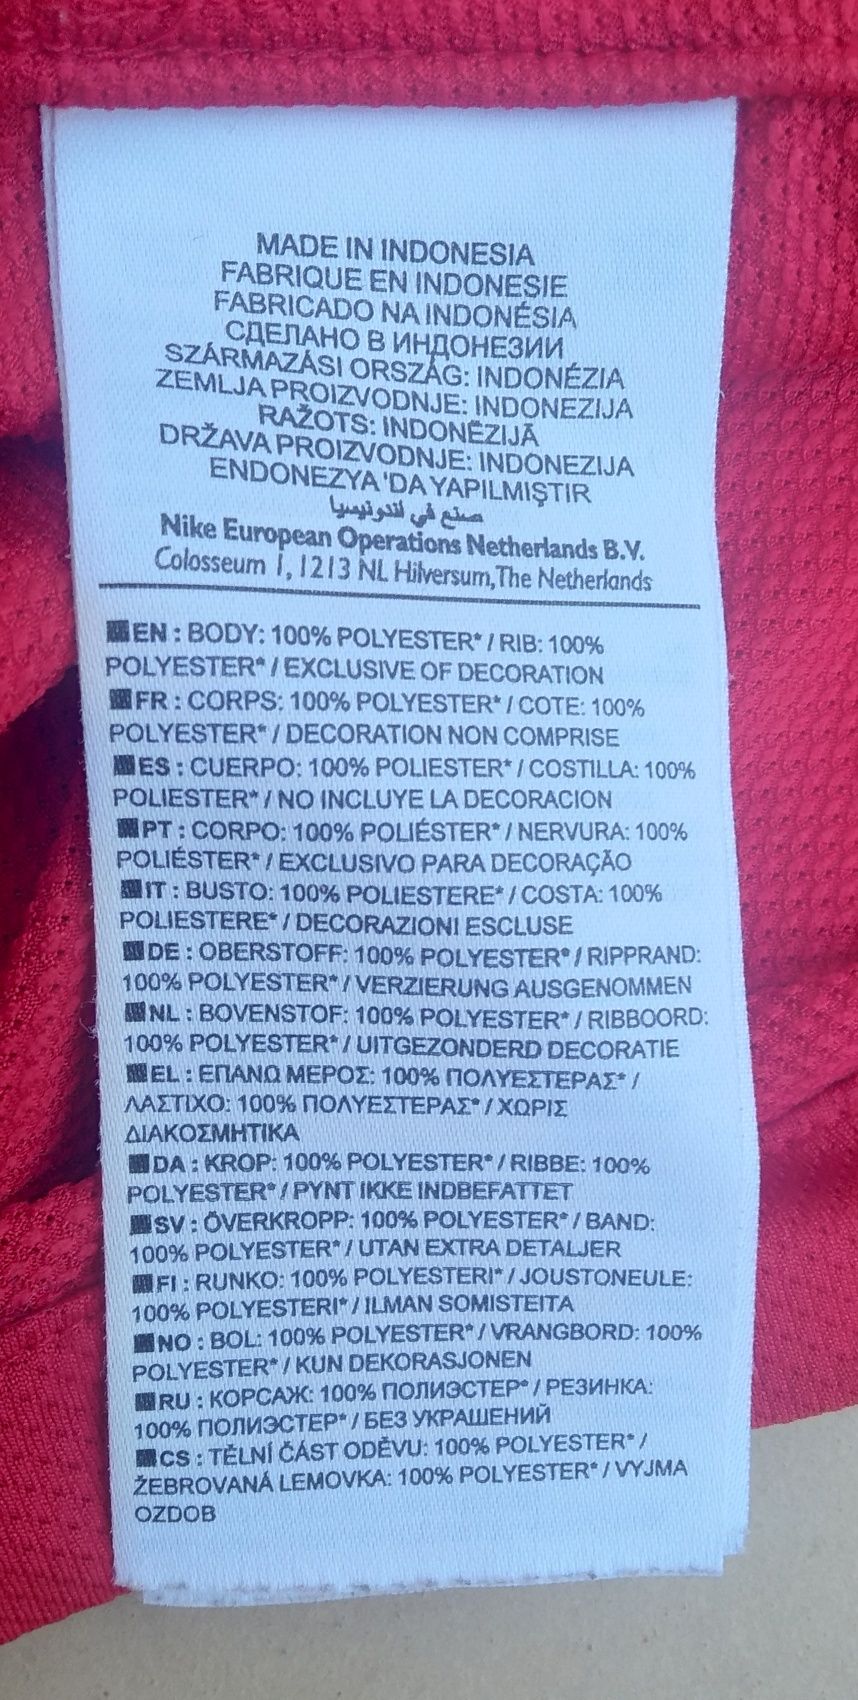 MADE IN INDONESIA
FABRIQUE EN INDONESIE
FABRICADO NA INDONÉSIA
СДЕЛАНО В ИНДОНЕЗИИ
SZÁRMAZÁSI ORSZÁG: INDONÉZIA
ZEMLJA PROIZVODNJE: INDONEZIJA
RAŽOTS: INDONĒZIJĀ
DRŽAVA PROIZVODNJE: INDONEZIJA
ENDONEZYA'DA YAPILMIŞTIR
صنع في اندونيسيا
Nike European Operations Netherlands B.V.
Colosseum 1, 1213 NL Hilversum, The Netherlands
EN : BODY: 100% POLYESTER* / RIB: 100%
POLYESTER* / EXCLUSIVE OF DECORATION
FR : CORPS: 100% POLYESTER* / COTE: 100%
POLYESTER* / DECORATION NON COMPRISE
ES : CUERPO: 100% POLIESTER* / COSTILLA: 100%
POLIESTER* / NO INCLUYE LA DECORACION
PT : CORPO: 100% POLIÉSTER* / NERVURA: 100%
POLIÉSTER* / EXCLUSIVO PARA DECORAÇÃO
IT : BUSTO: 100% POLIESTERE* / COSTA: 100%
POLIESTERE* / DECORAZIONI ESCLUSE
DE : OBERSTOFF: 100% POLYESTER* / RIPPRAND:
100% POLYESTER* / VERZIERUNG AUSGENOMMEN
NL : BOVENSTOF: 100% POLYESTER* / RIBBOORD:
100% POLYESTER* / UITGEZONDERD DECORATIE
EL : ΕΠΑΝΩ ΜΕΡΟΣ: 100% ΠΟΛΥΕΣΤΕΡΑΣ* /
ΛΑΣΤΙΧΟ: 100% ΠΟΛΥΕΣΤΕΡΑΣ* / ΧΩΡΙΣ
ΔΙΑΚΟΣΜΗΤΙΚΑ
DA : KROP: 100% POLYESTER* / RIBBE: 100%
POLYESTER* / PYNT IKKE INDBEFATTET
SV : ÖVERKROPP: 100% POLYESTER* / BAND:
100% POLYESTER* / UTAN EXTRA DETALJER
FI : RUNKO: 100% POLYESTERI* / JOUSTONEULE:
100% POLYESTERI* / ILMAN SOMISTEITA
NO : BOL: 100% POLYESTER* / VRANGBORD: 100%
POLYESTER* / KUN DEKORASJONEN
RU : КОРСАЖ: 100% ПОЛИЭСТЕР* / РЕЗИНКА:
100% ПОЛИЭСТЕР* / БЕЗ УКРАШЕНИЙ
CS : TĚLNÍ ČÁST ODĚVU: 100% POLYESTER* /
ŽEBROVANÁ LEMOVKA: 100% POLYESTER* / VYJMA
OZDOB